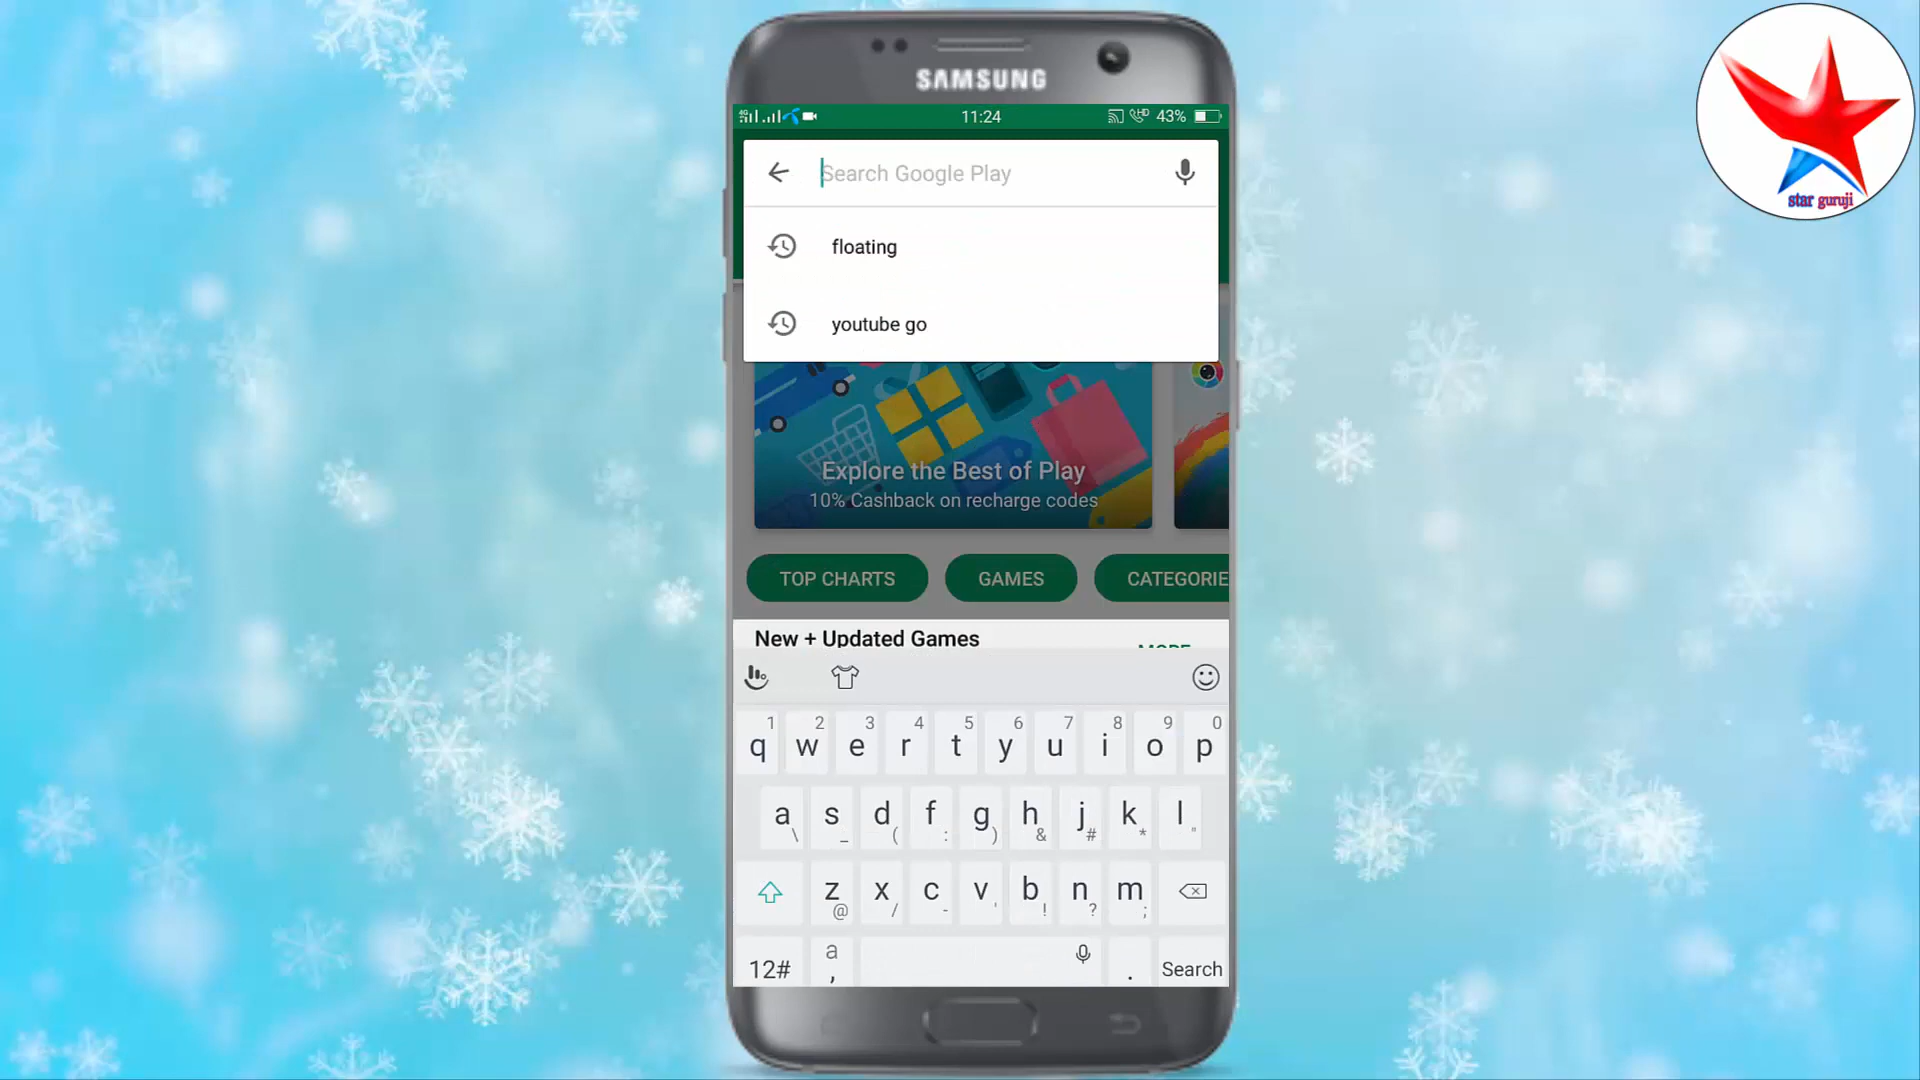 SAMSUNG
4G 11:24 HD 43%
Search Google Play
floating
youtube go
Explore the Best of Play
10% Cashback on recharge codes
TOP CHARTS GAMES CATEGORIE
New + Updated Games MORE
1 2 3 4 5 6 7 8 9 0
q w e r t y u i o p
a s d f g h j k l
\ _ ( : ) & # * "
z x c v b n m
@ / - ' ! ? ;
12# a , . Search
star guruji